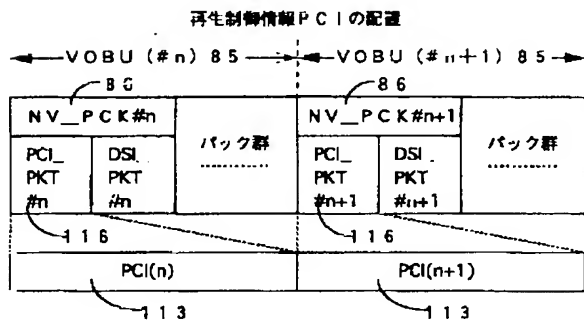 再生制御情報PCIの配置
VOBU(#n)85 VOBU(#n+1)85
86 86
NV_PCK#n NV_PCK#n+1
パック群 パック群
PCI_ DSI_ PCI_ DSI_
PKT PKT PKT PKT
#n #n #n+1 #n+1
116 116
PCI(n) PCI(n+1)
113 113